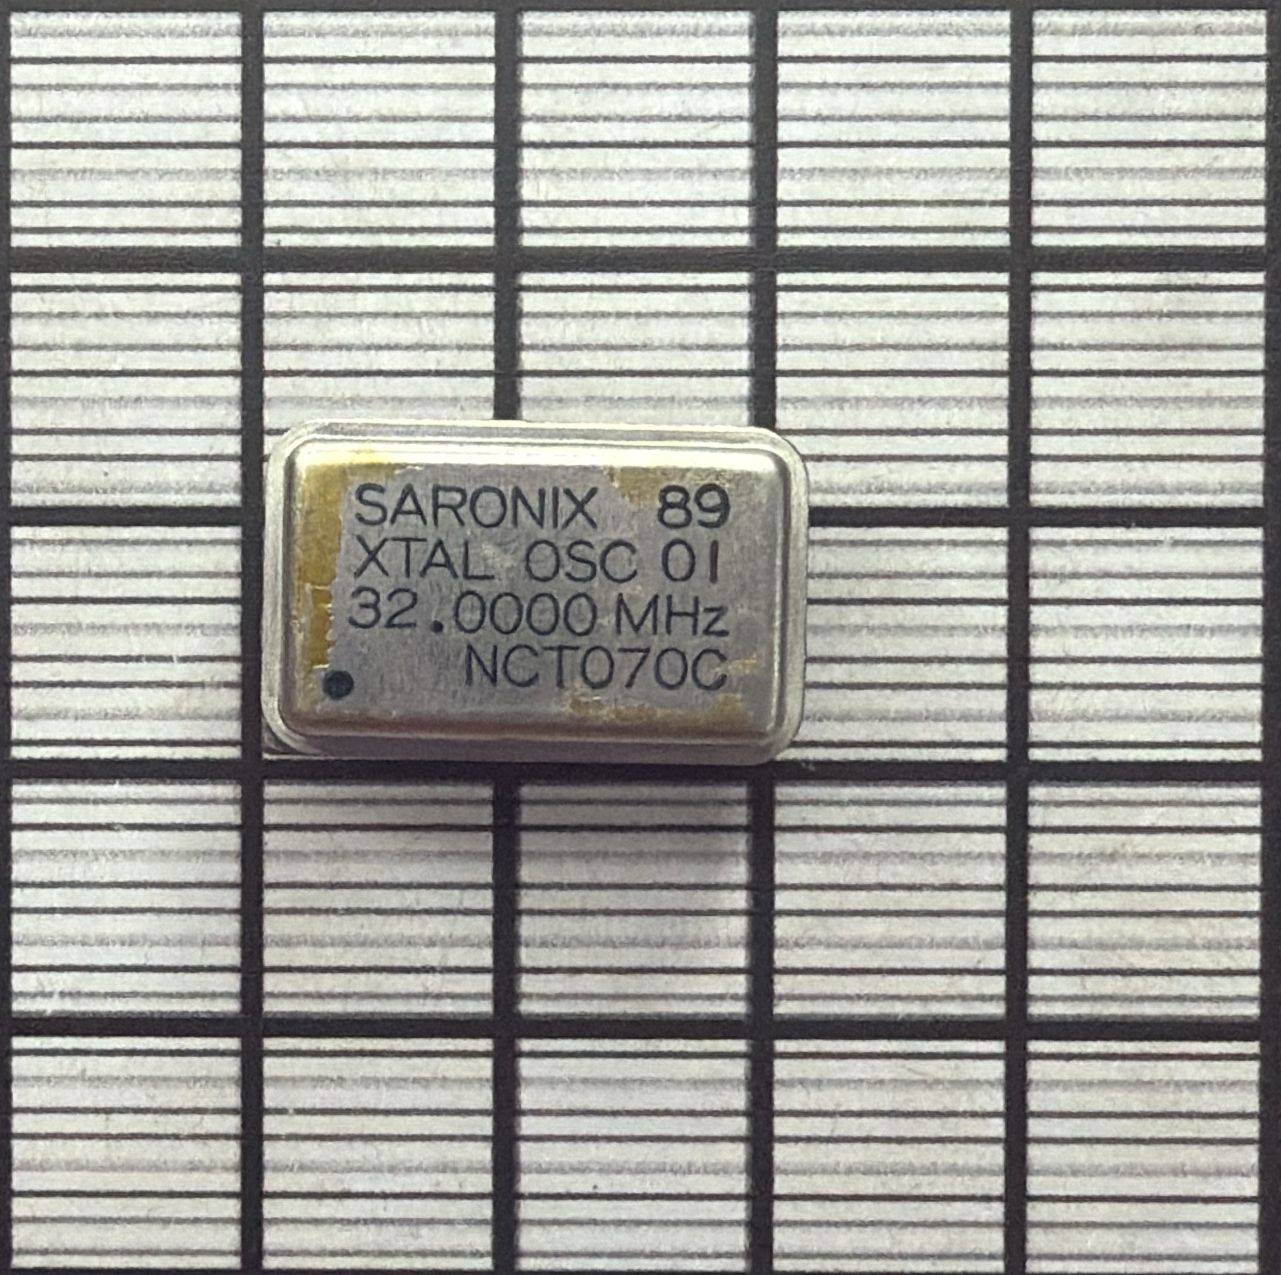 SARONIX 89
XTAL OSC 01
32.0000 MHz
NCT070C